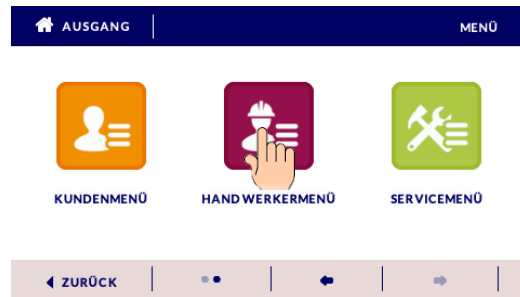 AUSGANG MENÜ
KUNDENMENÜ HANDWERKERMENÜ SERVICEMENÜ
ZURÜCK